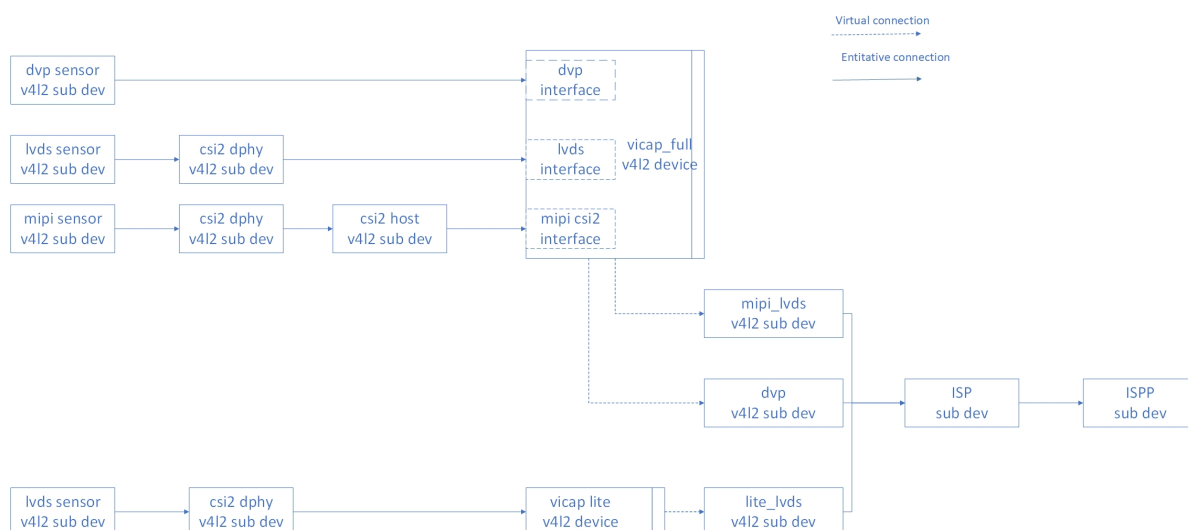 Virtual connection
Entitative connection
dvp sensor
v4l2 sub dev
dvp
interface
lvds sensor
v4l2 sub dev
csi2 dphy
v4l2 sub dev
lvds
interface
vicap_full
v4l2 device
mipi sensor
v4l2 sub dev
csi2 dphy
v4l2 sub dev
csi2 host
v4l2 sub dev
mipi csi2
interface
mipi_lvds
v4l2 sub dev
dvp
v4l2 sub dev
ISP
sub dev
ISPP
sub dev
lvds sensor
v4l2 sub dev
csi2 dphy
v4l2 sub dev
vicap lite
v4l2 device
lite_lvds
v4l2 sub dev